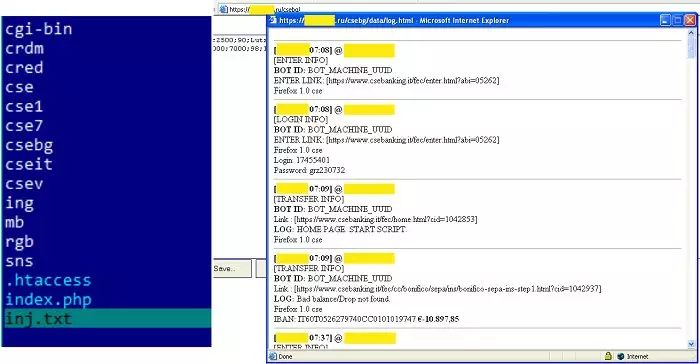 cgi-bin
crdm
cred
cse
cse1
cse7
csebg
cseit
csev
ing
mb
rgb
sns
.htaccess
index.php
inj.txt
https:// .ru/csebg/
;2500;90;Lut:
000;7000;98;1
Save...
https:// .ru/csebg/data/log.html - Microsoft Internet Explorer
[ 07:08] @
[ENTER INFO]
BOT ID: BOT_MACHINE_UUID
ENTER LINK: [https://www.csebanking.it/fec/enter.html?abi=05262]
Firefox 1.0 cse
[ 07:08] @
[LOGIN INFO]
BOT ID: BOT_MACHINE_UUID
ENTER LINK: [https://www.csebanking.it/fec/enter.html?abi=05262]
Firefox 1.0 cse
Login: 17455401
Password: grz230732
[ 07:09] @
[TRANSFER INFO]
BOT ID: BOT_MACHINE_UUID
Link : [https://www.csebanking.it/fec/home.html?cid=1042853]
LOG: HOME PAGE. START SCRIPT.
Firefox 1.0 cse
[ 07:09] @
[TRANSFER INFO]
BOT ID: BOT_MACHINE_UUID
Link : [https://www.csebanking.it/fec/cc/bonifico/sepa/ins/bonifico-sepa-ins-step1.html?cid=1042937]
LOG: Bad balance/Drop not found.
Firefox 1.0 cse
IBAN: IT60T0526279740CC0101019747 €-10.897,85
[ 07:37] @
[ENTER INFO]
Done
Internet